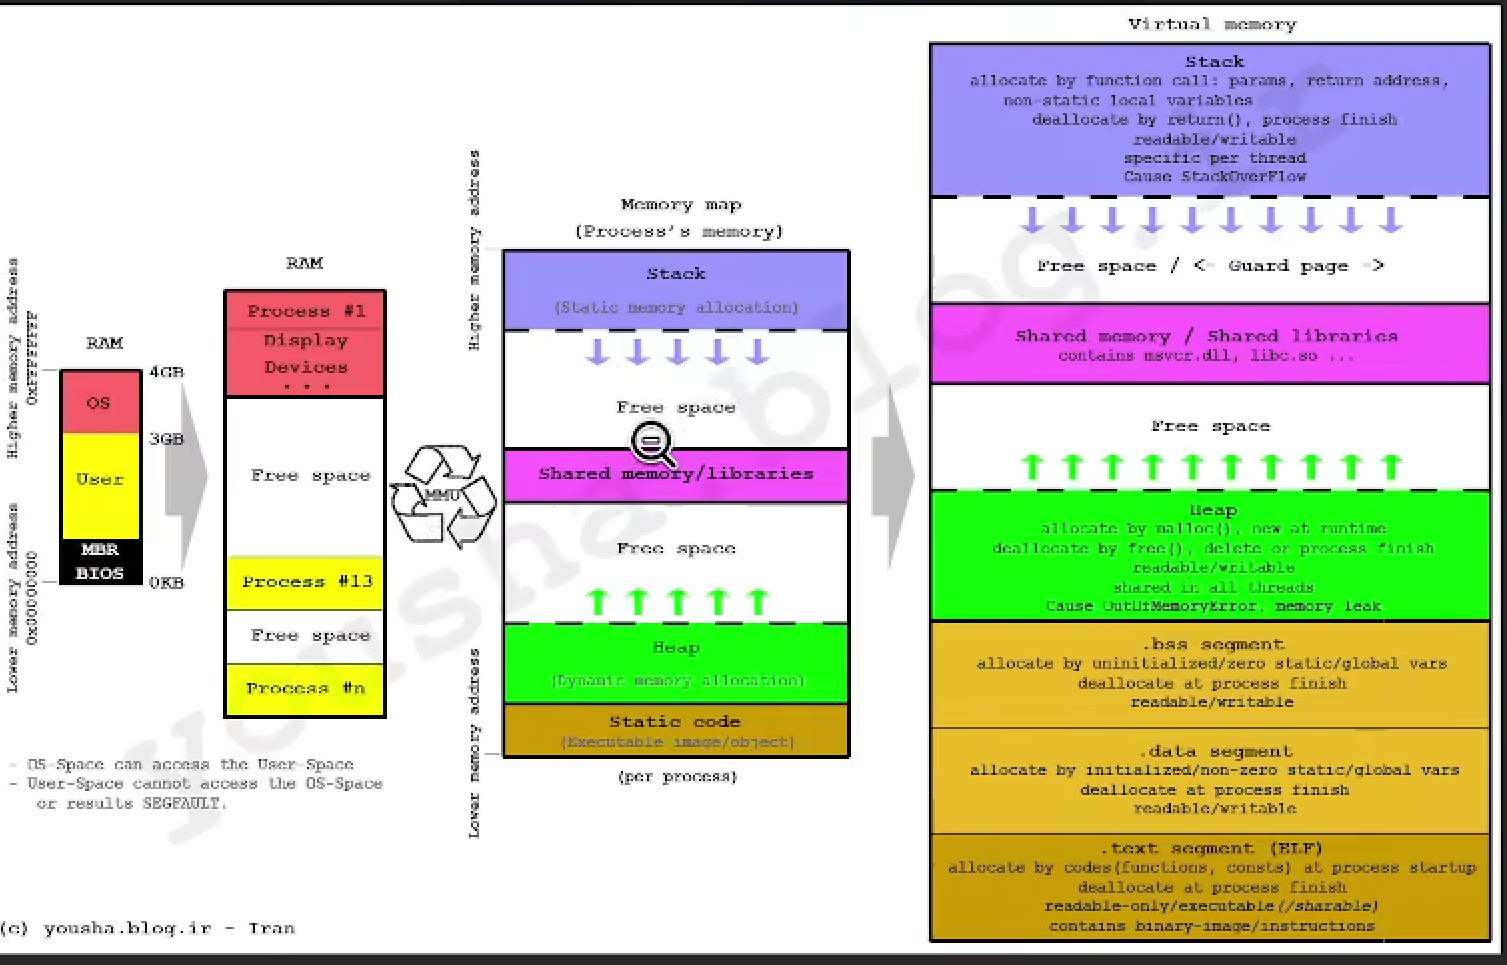 Higher memory address
0xFFFFFFFF
Lower memory address
0x00000000
RAM
4GB
OS
3GB
User
MBR
BIOS
0KB
RAM
Process #1
Display
Devices
. . .
Free space
Process #13
Free space
Process #n
- OS-Space can access the User-Space
- User-Space cannot access the OS-Space
or results SEGFAULT.
(c) yousha.blog.ir - Iran
MMU
Higher memory address
Lower memory address
Memory map
(Process's memory)
Stack
(Static memory allocation)
Free space
Shared memory/libraries
Free space
Heap
(Dynamic memory allocation)
Static code
(Executable image/object)
(per process)
Virtual memory
Stack
allocate by function call: params, return address,
non-static local variables
deallocate by return(), process finish
readable/writable
specific per thread
Cause StackOverFlow
Free space / <- Guard page ->
Shared memory / Shared libraries
contains msvcr.dll, libc.so ...
Free space
Heap
allocate by malloc(), new at runtime
deallocate by free(), delete or process finish
readable/writable
shared in all threads
Cause OutOfMemoryError, memory leak
.bss segment
allocate by uninitialized/zero static/global vars
deallocate at process finish
readable/writable
.data segment
allocate by initialized/non-zero static/global vars
deallocate at process finish
readable/writable
.text segment (ELF)
allocate by codes(functions, consts) at process startup
deallocate at process finish
readable-only/executable(/sharable)
contains binary-image/instructions
yousha.blog.ir